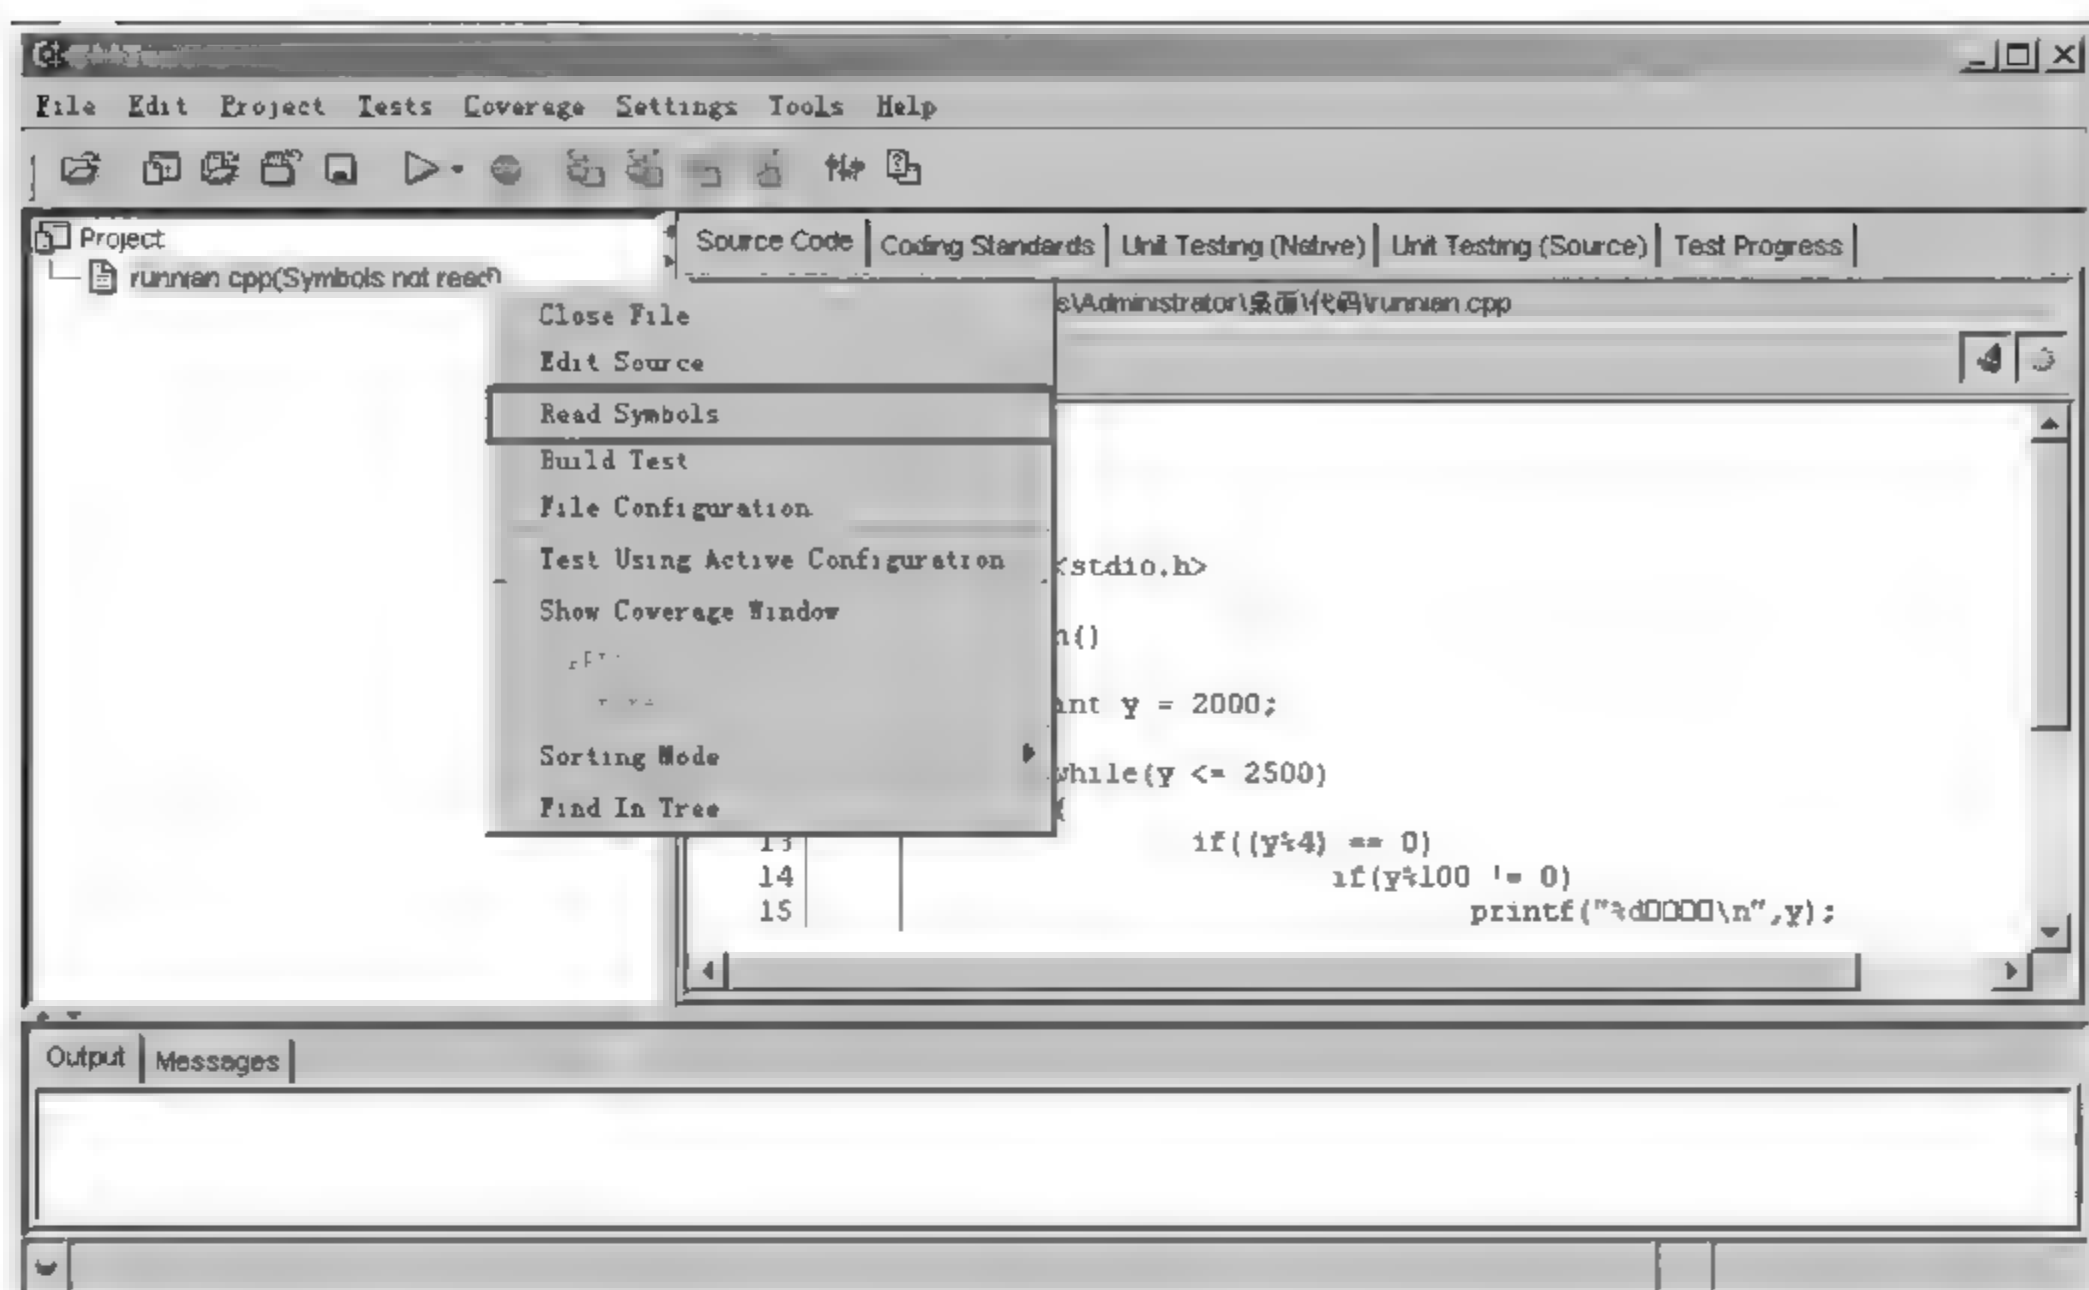 File Edit Project Tests Coverage Settings Tools Help
Project
runnian cpp(Symbols not read)
Source Code Coding Standards Unit Testing (Native) Unit Testing (Source) Test Progress
s\Administrator\桌面\代码\runnian.cpp
Close File
Edit Source
Read Symbols
Build Test
File Configuration
Test Using Active Configuration
Show Coverage Window
Sorting Mode
Find In Tree
<stdio.h>
n()
int y = 2000;
while(y <= 2500)
{
13 if((y%4) == 0)
14 if(y%100 != 0)
15 printf("%d□□□□\n",y);
Output Messages